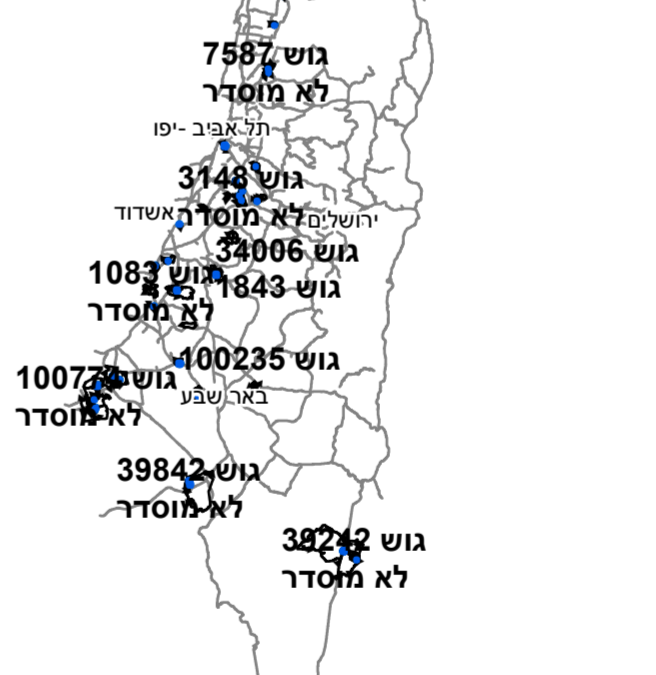 גוש 7587
לא מוסדר
תל אביב -יפו
גוש 3148
לא מוסדר
אשדוד
ירושלים
גוש 34006
גוש 1083
גוש 1843
לא מוסדר
גוש 100235
גוש
לא מוסדר
באר שבע
גוש 39842
לא מוסדר
גוש 39242
לא מוסדר